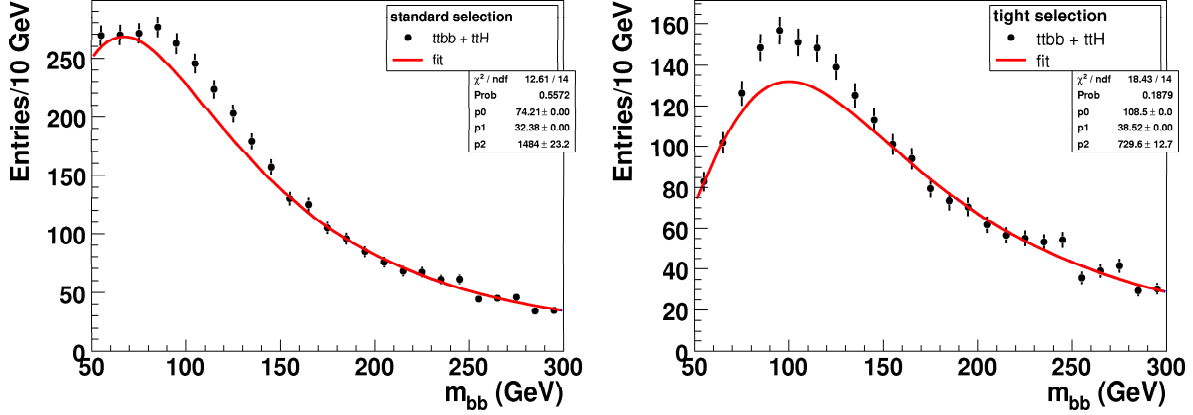 standard selection
ttbb + ttH
fit
χ² / ndf 12.61 / 14
Prob 0.5572
p0 74.21± 0.00
p1 32.38± 0.00
p2 1484± 23.2
Entries/10 GeV
250
200
150
100
50
0
50 100 150 200 250 300
m_bb (GeV)
tight selection
ttbb + ttH
fit
χ² / ndf 18.43 / 14
Prob 0.1879
p0 108.5± 0.0
p1 38.52± 0.00
p2 729.6± 12.7
Entries/10 GeV
160
140
120
100
80
60
40
20
0
50 100 150 200 250 300
m_bb (GeV)